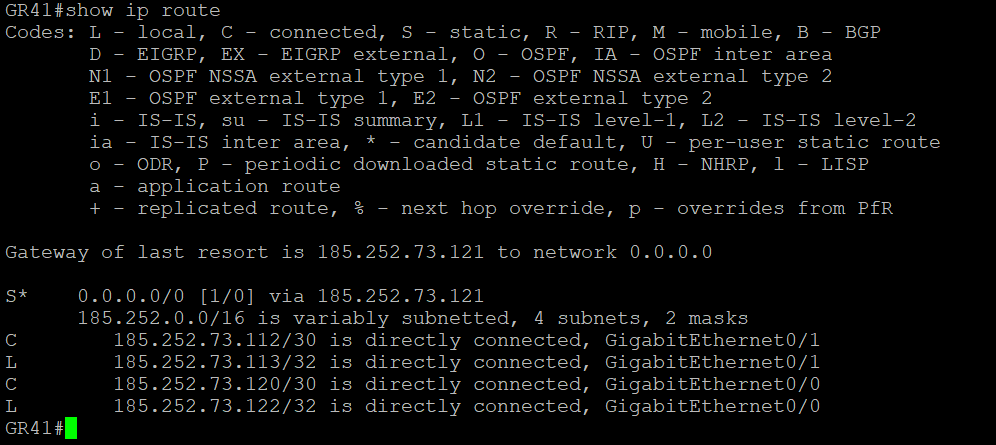 GR41#show ip route
Codes: L - local, C - connected, S - static, R - RIP, M - mobile, B - BGP
       D - EIGRP, EX - EIGRP external, O - OSPF, IA - OSPF inter area
       N1 - OSPF NSSA external type 1, N2 - OSPF NSSA external type 2
       E1 - OSPF external type 1, E2 - OSPF external type 2
       i - IS-IS, su - IS-IS summary, L1 - IS-IS level-1, L2 - IS-IS level-2
       ia - IS-IS inter area, * - candidate default, U - per-user static route
       o - ODR, P - periodic downloaded static route, H - NHRP, l - LISP
       a - application route
       + - replicated route, % - next hop override, p - overrides from PfR
Gateway of last resort is 185.252.73.121 to network 0.0.0.0
S*    0.0.0.0/0 [1/0] via 185.252.73.121
      185.252.0.0/16 is variably subnetted, 4 subnets, 2 masks
C        185.252.73.112/30 is directly connected, GigabitEthernet0/1
L        185.252.73.113/32 is directly connected, GigabitEthernet0/1
C        185.252.73.120/30 is directly connected, GigabitEthernet0/0
L        185.252.73.122/32 is directly connected, GigabitEthernet0/0
GR41#